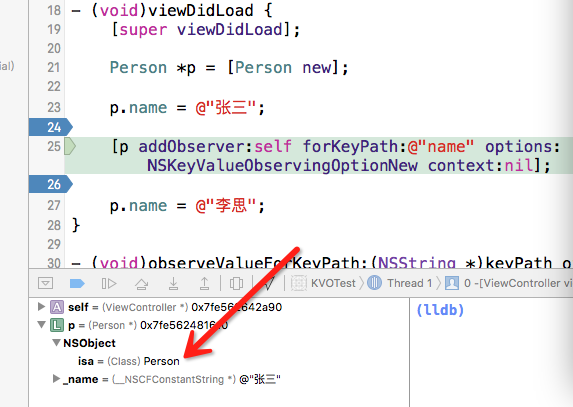 ial)
18 - (void)viewDidLoad {
19 [super viewDidLoad];
20
21 Person *p = [Person new];
22
23 p.name = @"张三";
24
25 [p addObserver:self forKeyPath:@"name" options:
NSKeyValueObservingOptionNew context:nil];
26
27 p.name = @"李思";
28 }
29
30 - (void)observeValueForKeyPath:(NSString *)keyPath o
KVOTest Thread 1 0 -[ViewController vi
A self = (ViewController *) 0x7fe562642a90
L p = (Person *)
NSObject
isa = (Class) Person
_name = (__NSCFConstantString *) @"张三"
(lldb)